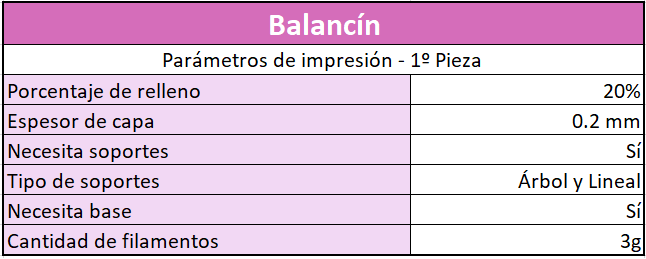 Balancín
Parámetros de impresión - 1º Pieza
Porcentaje de relleno 20%
Espesor de capa 0.2 mm
Necesita soportes Sí
Tipo de soportes Árbol y Lineal
Necesita base Sí
Cantidad de filamentos 3g